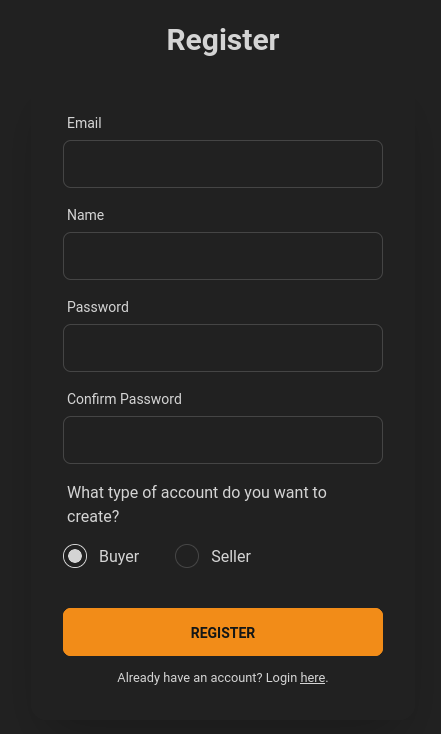 Register
Email
Name
Password
Confirm Password
What type of account do you want to
create?
Buyer Seller
REGISTER
Already have an account? Login here.